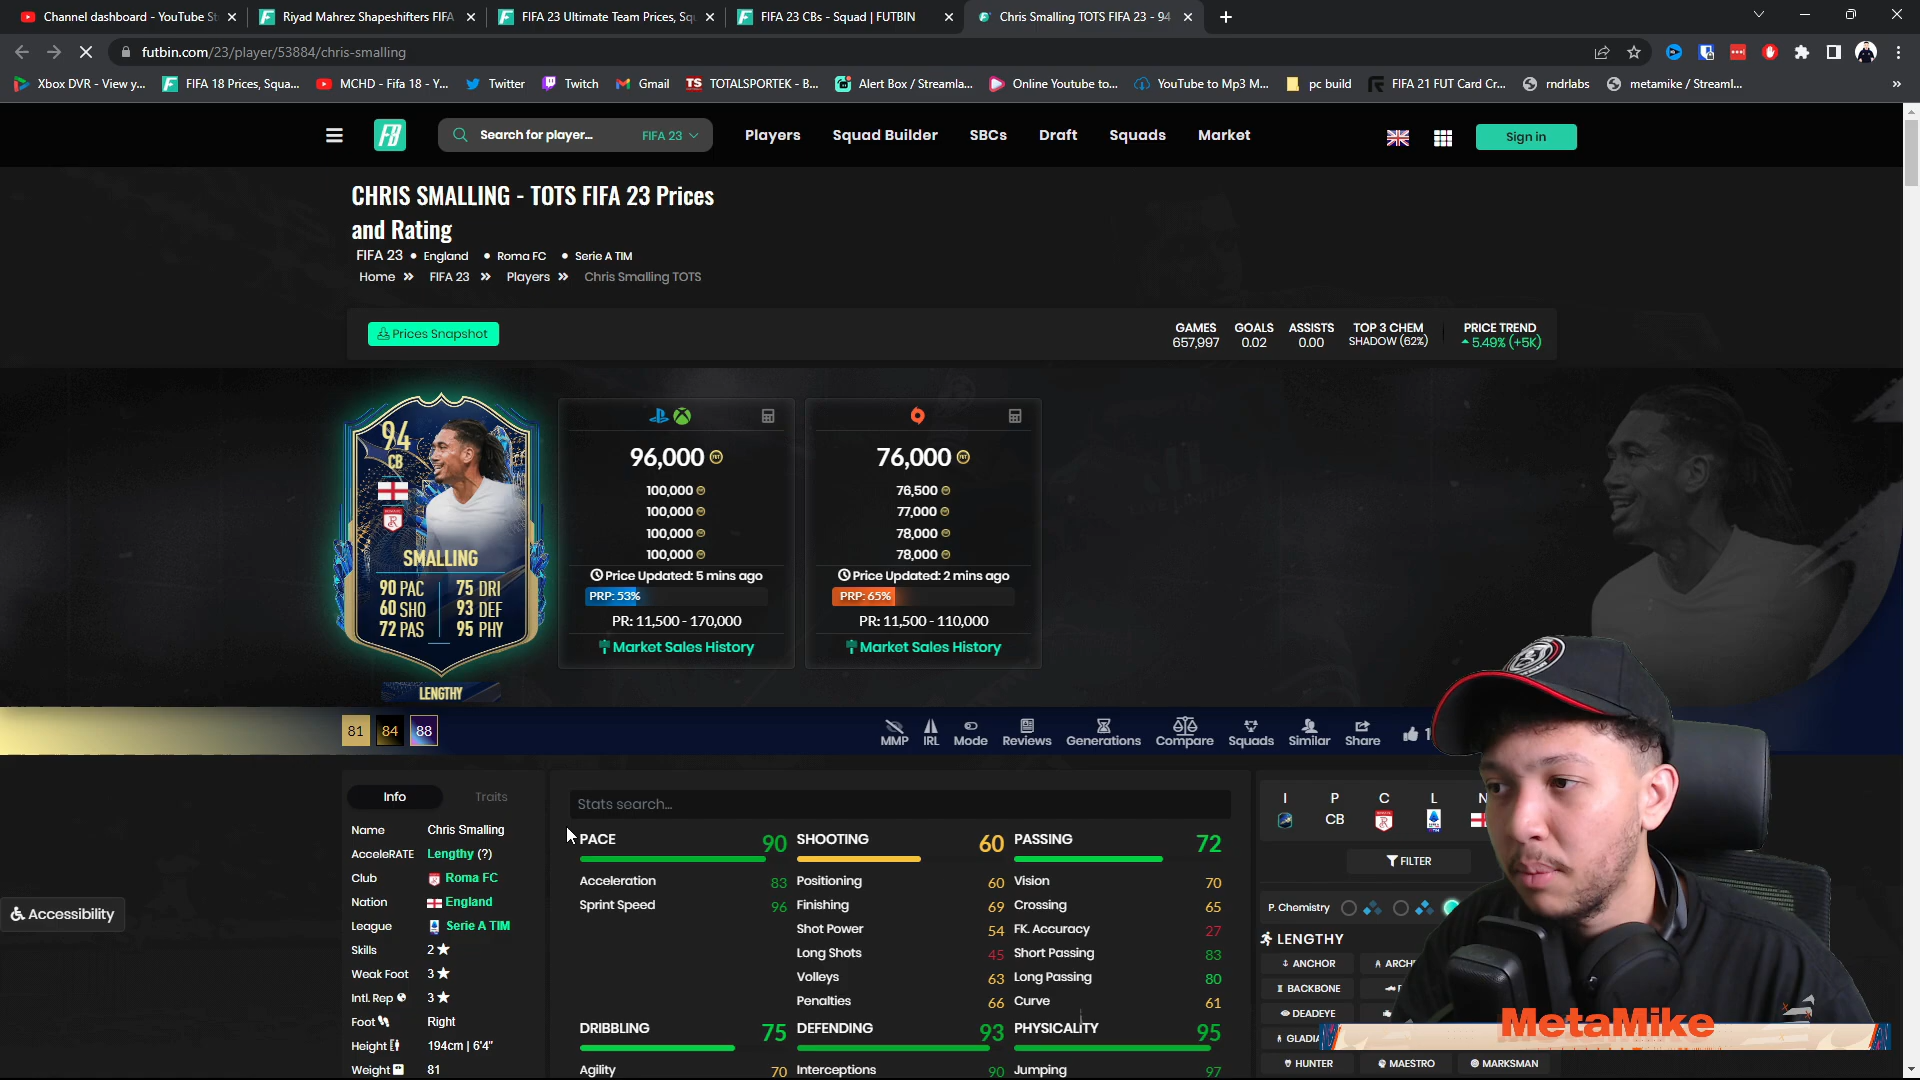 Channel dashboard - YouTube St
Riyad Mahrez Shapeshifters FIFA
FIFA 23 Ultimate Team Prices, Sq
FIFA 23 CBs - Squad | FUTBIN
Chris Smalling TOTS FIFA 23 - 94
futbin.com/23/player/53884/chris-smalling
Xbox DVR - View y...
FIFA 18 Prices, Squa...
MCHD - Fifa 18 - Y...
Twitter
Twitch
Gmail
TS TOTALSPORTEK - B...
Alert Box / Streamla...
Online Youtube to...
YouTube to Mp3 M...
pc build
FIFA 21 FUT Card Cr...
rndrlabs
metamike / Streaml...
FB
Search for player...
FIFA 23
Players
Squad Builder
SBCs
Draft
Squads
Market
Sign in
CHRIS SMALLING - TOTS FIFA 23 Prices
and Rating
FIFA 23 • England • Roma FC • Serie A TIM
Home » FIFA 23 » Players » Chris Smalling TOTS
Prices Snapshot
GAMES
657,997
GOALS
0.02
ASSISTS
0.00
TOP 3 CHEM
SHADOW (62%)
PRICE TREND
5.49% (+5K)
94
CB
SMALLING
90 PAC 75 DRI
60 SHO 93 DEF
72 PAS 95 PHY
LENGTHY
96,000
100,000
100,000
100,000
100,000
Price Updated: 5 mins ago
PRP: 53%
PR: 11,500 - 170,000
Market Sales History
76,000
76,500
77,000
78,000
78,000
Price Updated: 2 mins ago
PRP: 65%
PR: 11,500 - 110,000
Market Sales History
81 84 88
MMP
IRL
Mode
Reviews
Generations
Compare
Squads
Similar
Share
Info
Traits
Name Chris Smalling
AcceleRATE Lengthy (?)
Club Roma FC
Nation England
League Serie A TIM
Skills 2 ★
Weak Foot 3 ★
Intl. Rep 3 ★
Foot Right
Height 194cm | 6'4"
Weight 81
Stats search...
PACE 90
Acceleration 83
Sprint Speed 96
SHOOTING 60
Positioning 60
Finishing 69
Shot Power 54
Long Shots 45
Volleys 63
Penalties 66
PASSING 72
Vision 70
Crossing 65
FK. Accuracy 27
Short Passing 83
Long Passing 80
Curve 61
DRIBBLING 75
Agility 70
DEFENDING 93
Interceptions 90
PHYSICALITY 95
Jumping 97
I P C L N
CB
FILTER
P. Chemistry
LENGTHY
ANCHOR
ARCH
BACKBONE
DEADEYE
GLADI
HUNTER
MAESTRO
MARKSMAN
Accessibility
MetaMike